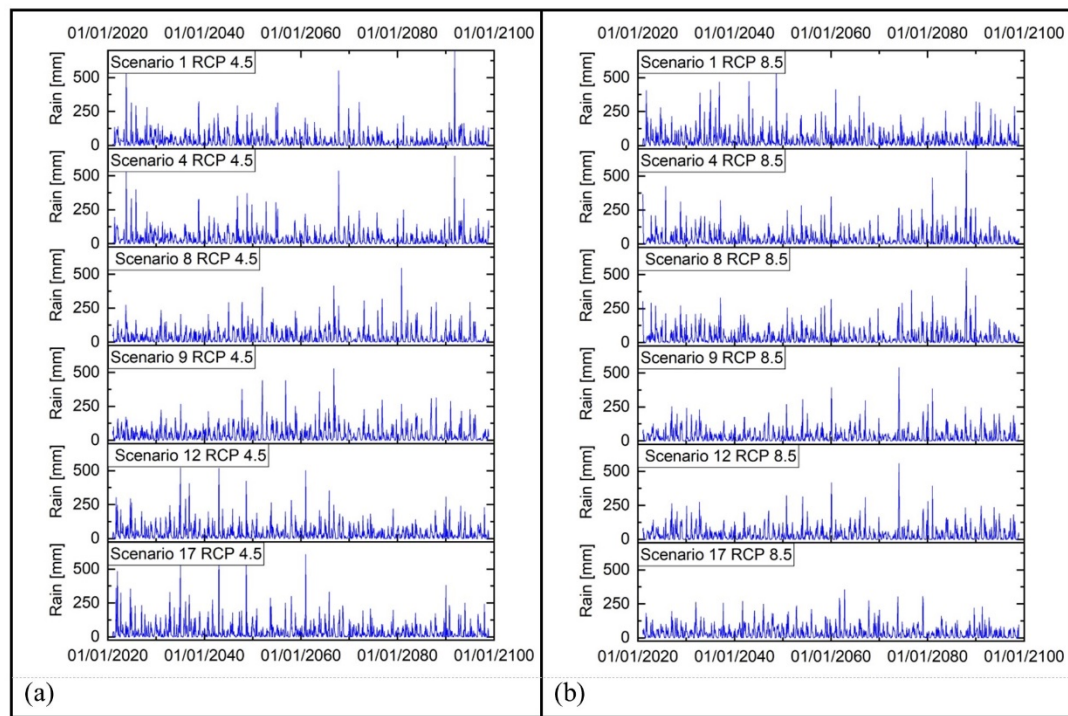 01/01/2020 01/01/2040 01/01/2060 01/01/2080 01/01/2100
Rain [mm]
500
250
0
Scenario 1 RCP 4.5
Rain [mm]
500
250
0
Scenario 4 RCP 4.5
Rain [mm]
500
250
0
Scenario 8 RCP 4.5
Rain [mm]
500
250
0
Scenario 9 RCP 4.5
Rain [mm]
500
250
0
Scenario 12 RCP 4.5
Rain [mm]
500
250
0
Scenario 17 RCP 4.5
01/01/2020 01/01/2040 01/01/2060 01/01/2080 01/01/2100
(a)
01/01/2020 01/01/2040 01/01/2060 01/01/2080 01/01/2100
Rain [mm]
500
250
0
Scenario 1 RCP 8.5
Rain [mm]
500
250
0
Scenario 4 RCP 8.5
Rain [mm]
500
250
0
Scenario 8 RCP 8.5
Rain [mm]
500
250
0
Scenario 9 RCP 8.5
Rain [mm]
500
250
0
Scenario 12 RCP 8.5
Rain [mm]
500
250
0
Scenario 17 RCP 8.5
01/01/2020 01/01/2040 01/01/2060 01/01/2080 01/01/2100
(b)